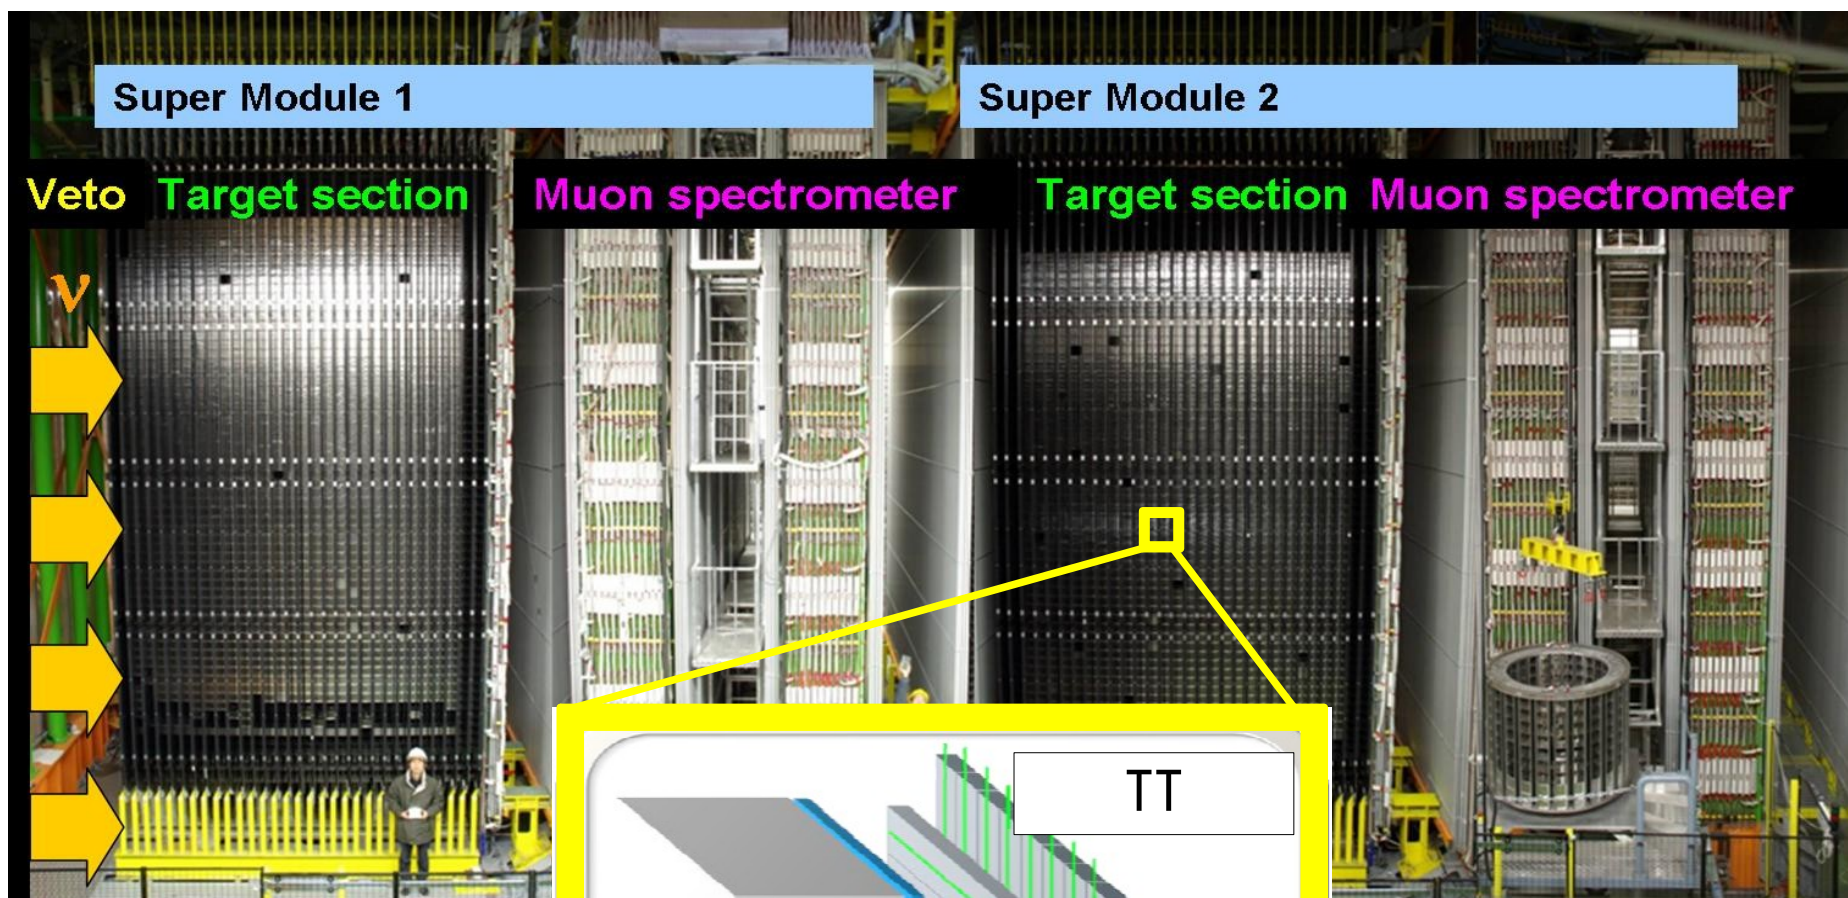 Super Module 1
Super Module 2
Veto
Target section
Muon spectrometer
Target section
Muon spectrometer
ν
TT